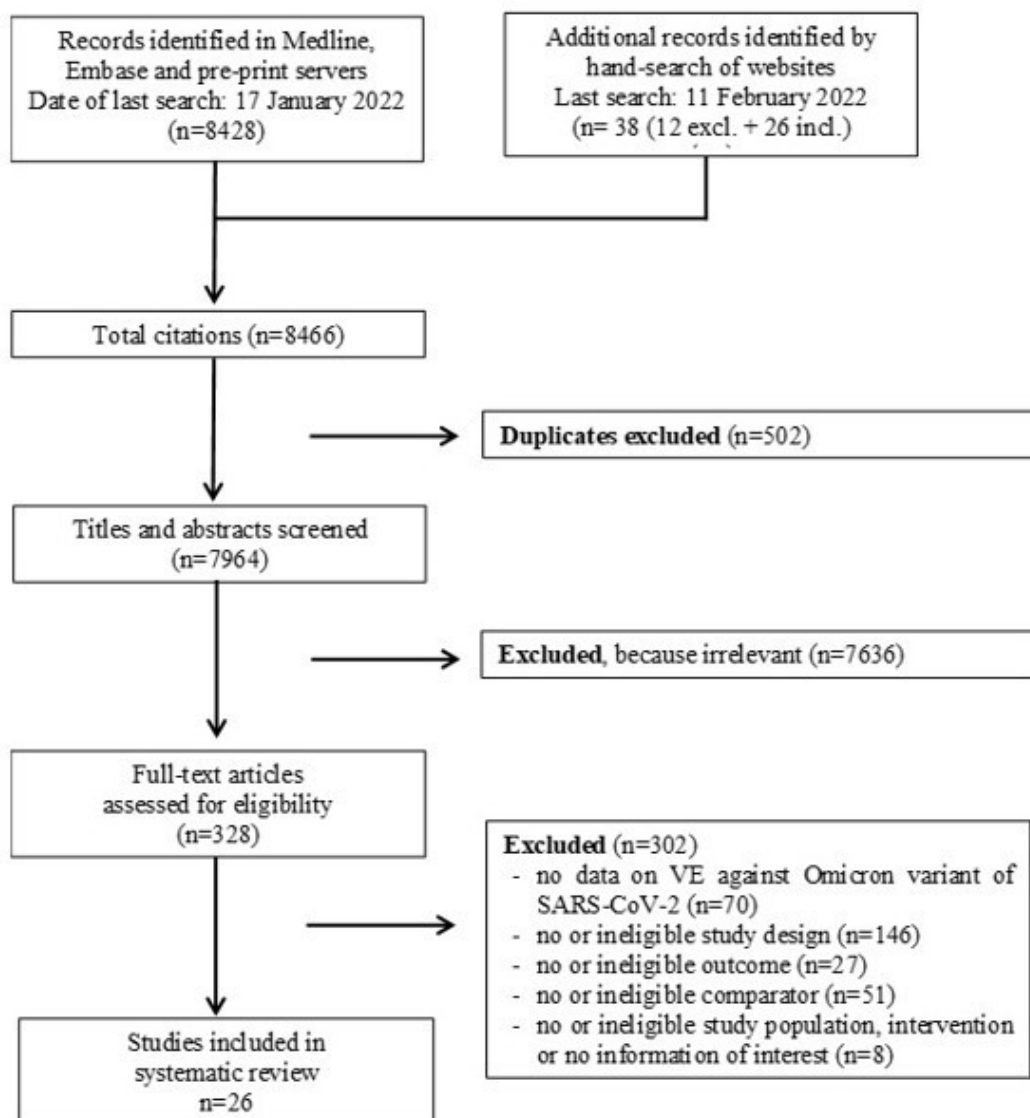 Records identified in Medline,
Embase and pre-print servers
Date of last search: 17 January 2022
(n=8428)
Additional records identified by
hand-search of websites
Last search: 11 February 2022
(n= 38 (12 excl. + 26 incl.)
Total citations (n=8466)
Duplicates excluded (n=502)
Titles and abstracts screened
(n=7964)
Excluded, because irrelevant (n=7636)
Full-text articles
assessed for eligibility
(n=328)
Excluded (n=302)
- no data on VE against Omicron variant of
SARS-CoV-2 (n=70)
- no or ineligible study design (n=146)
- no or ineligible outcome (n=27)
- no or ineligible comparator (n=51)
- no or ineligible study population, intervention
or no information of interest (n=8)
Studies included in
systematic review
n=26